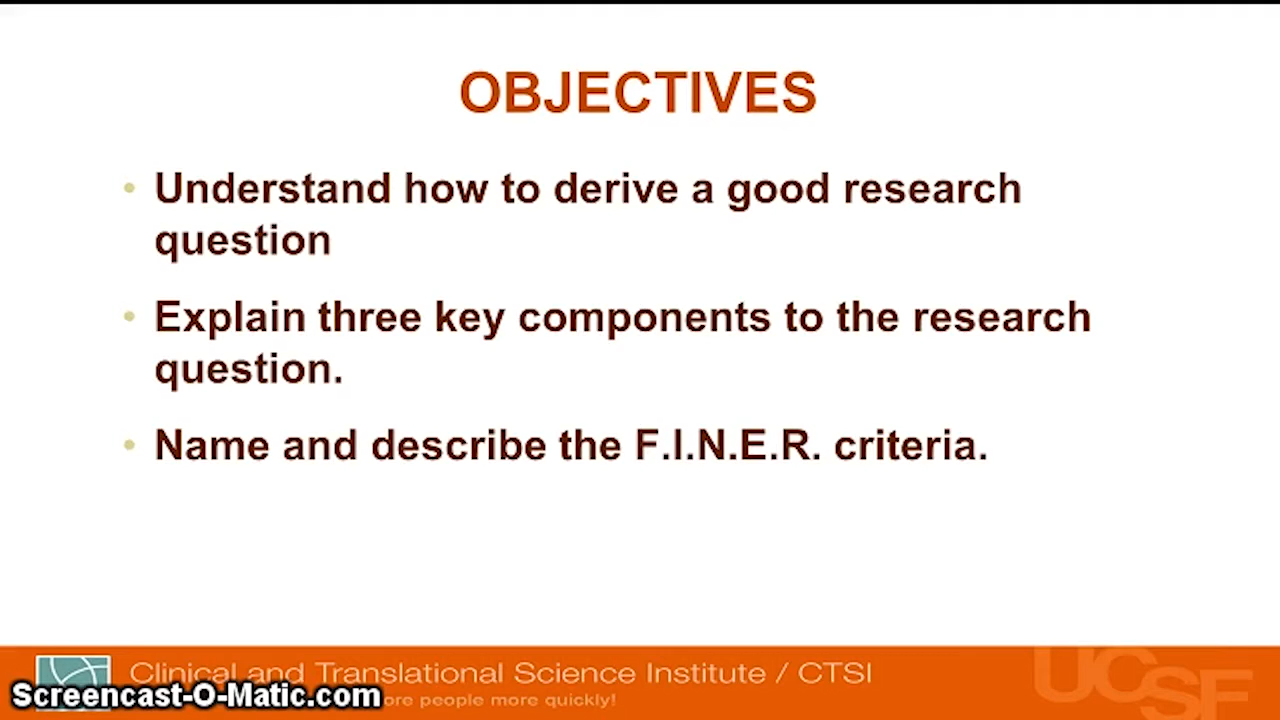 OBJECTIVES
• Understand how to derive a good research
question
• Explain three key components to the research
question.
• Name and describe the F.I.N.E.R. criteria.
Clinical and Translational Science Institute / CTSI
Screencast-O-Matic.com
people more quickly!
UCSF